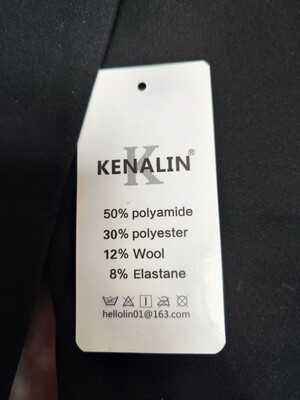 KENALIN®
50% polyamide
30% polyester
12% Wool
8% Elastane
hellolin01@163.com